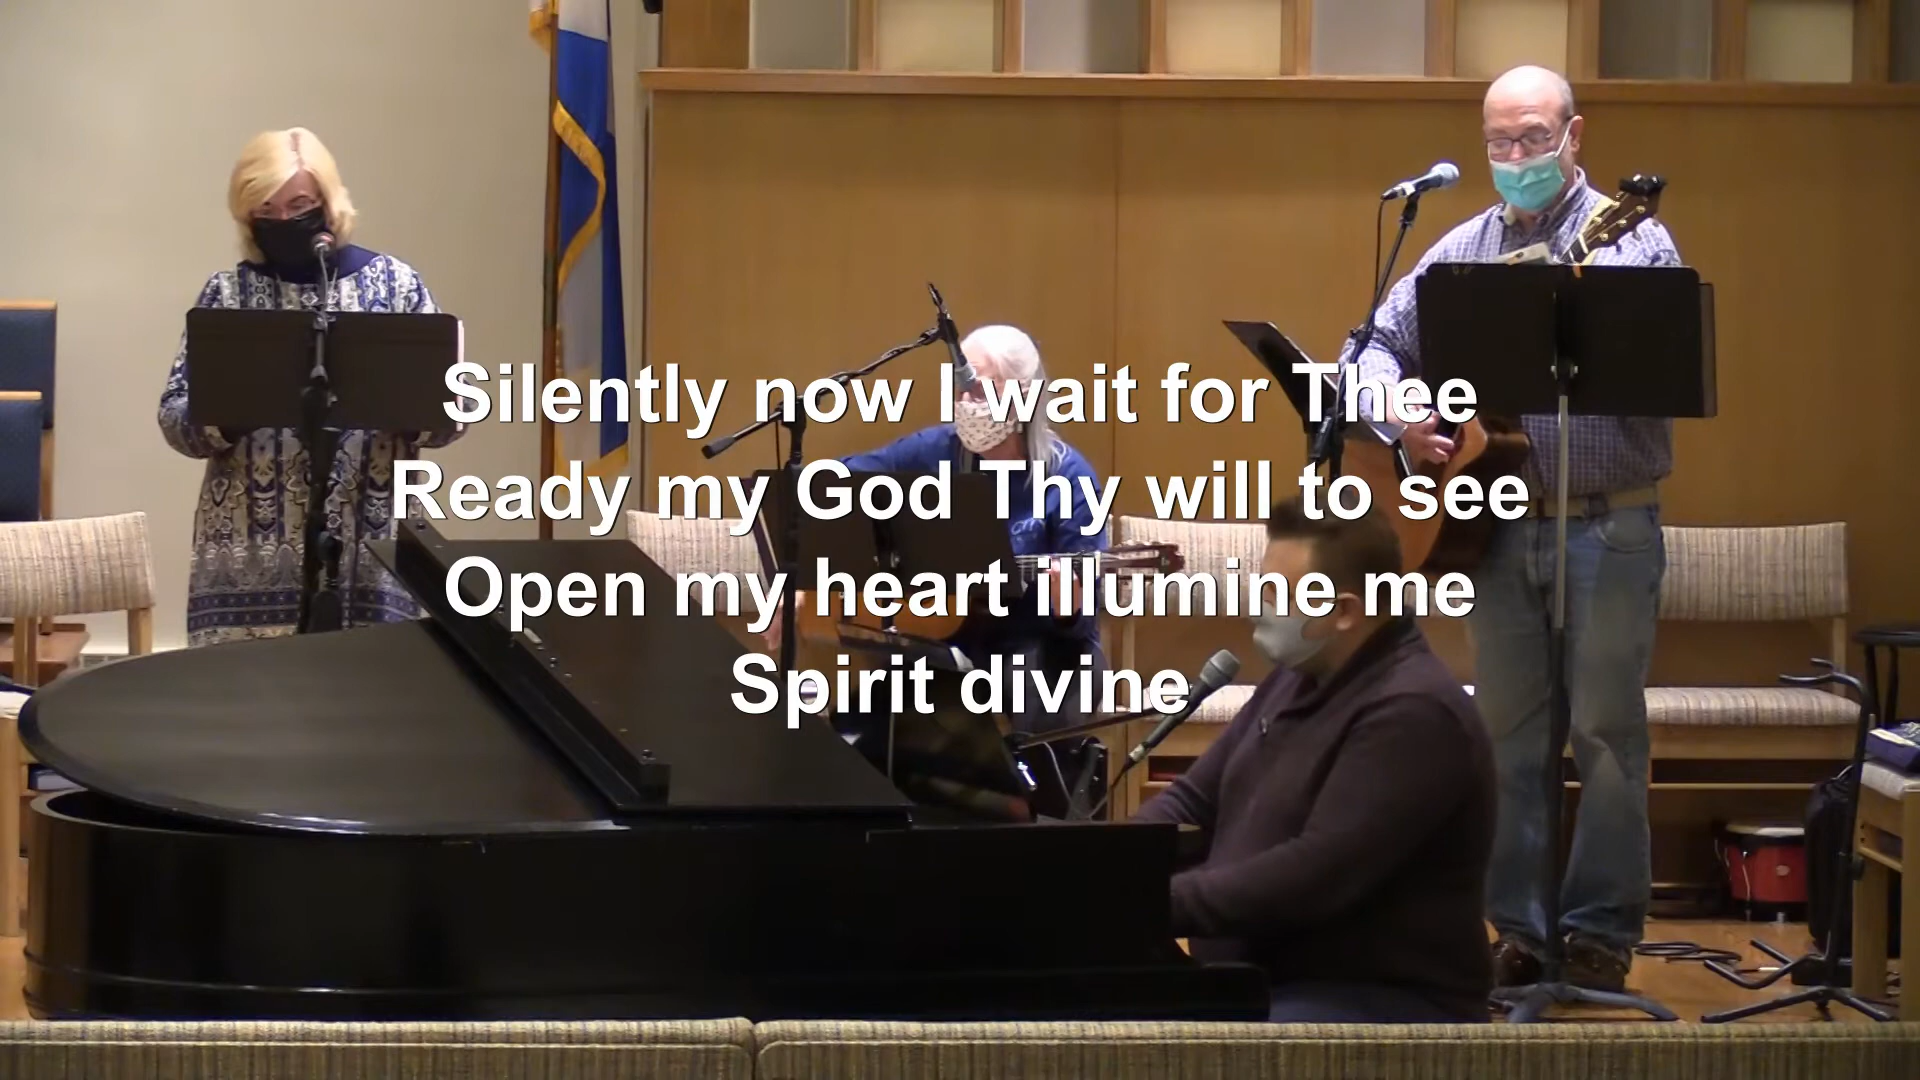 Silently now I wait for Thee
Ready my God Thy will to see
Open my heart illumine me
Spirit divine